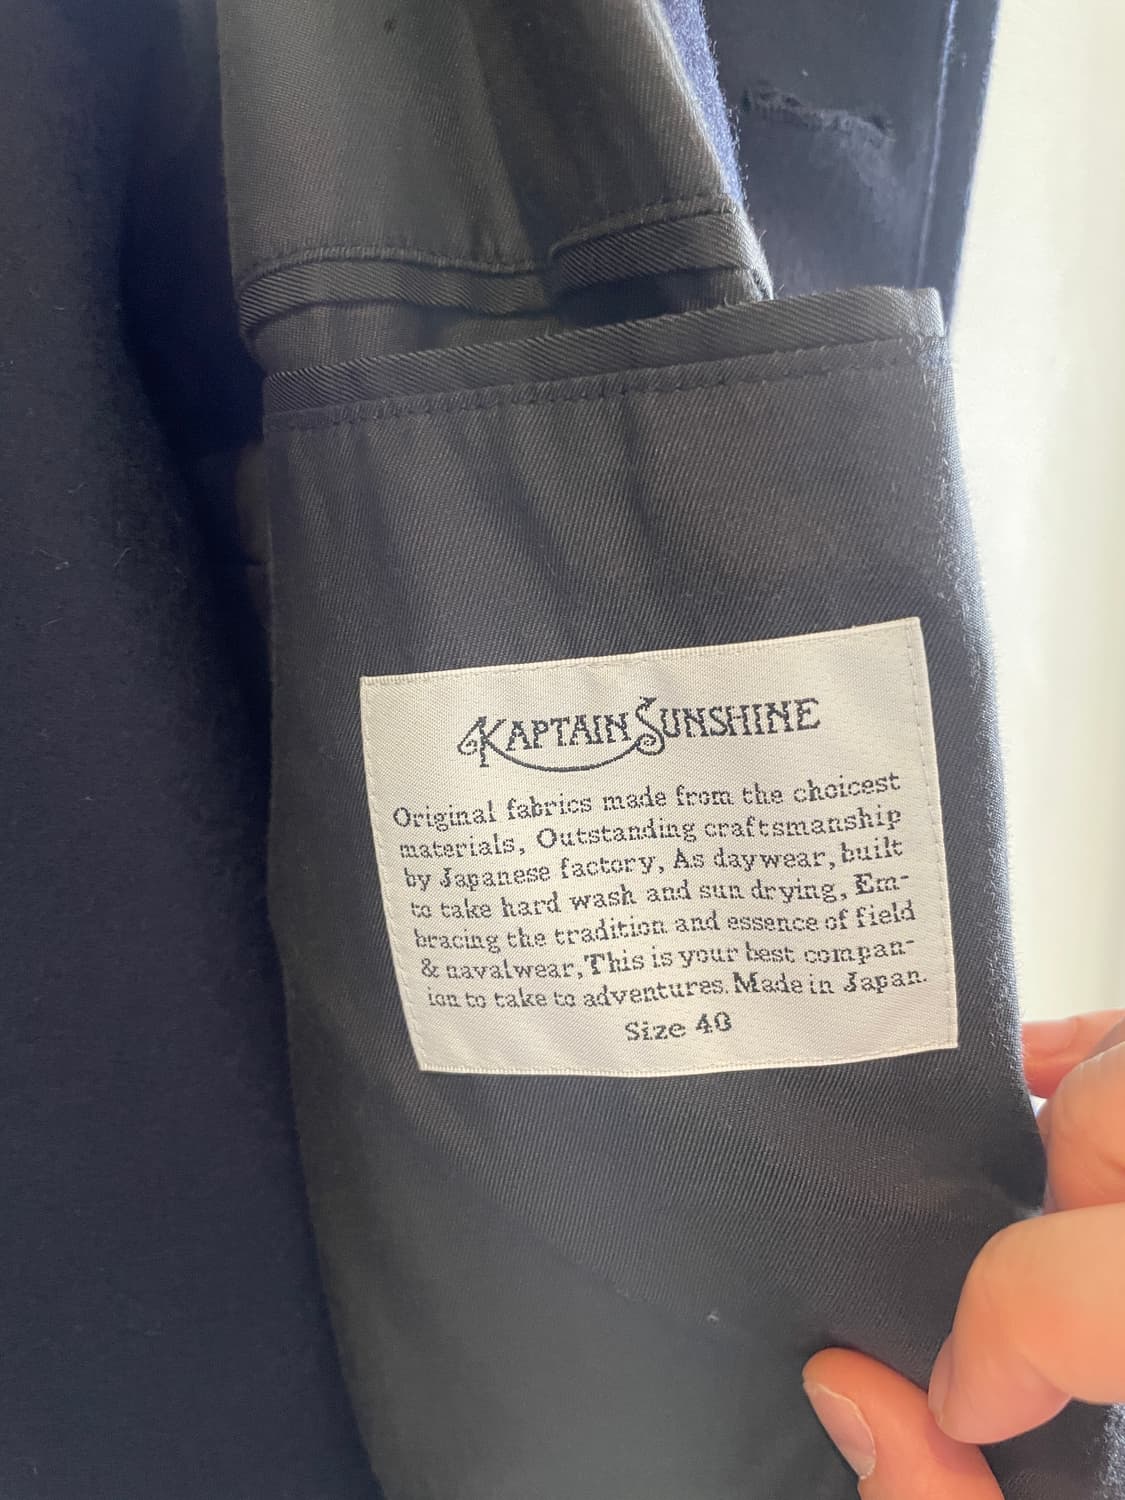 KAPTAIN SUNSHINE
Original fabrics made from the choicest
materials, Outstanding craftsmanship
by Japanese factory, As daywear, built
to take hard wash and sun drying, Em-
bracing the tradition and essence of field
& navalwear, This is your best compan-
ion to take to adventures. Made in Japan.
Size 40